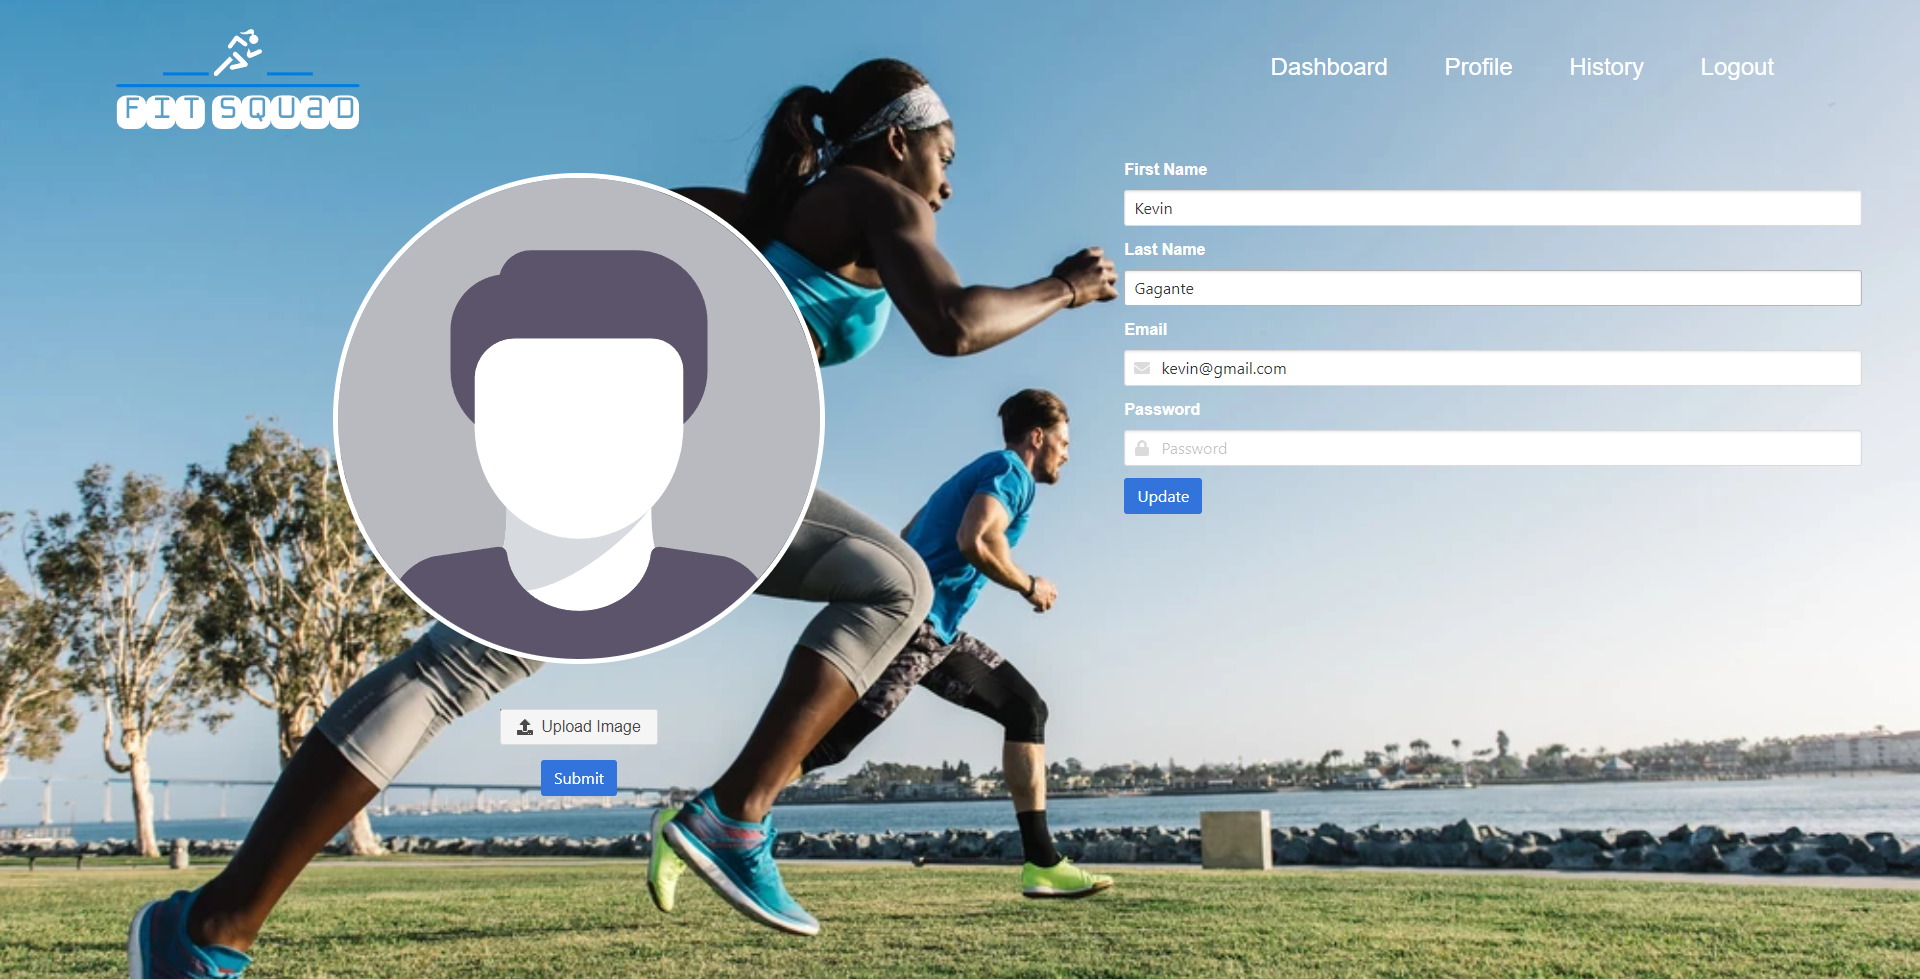 FIT SQUAD
Dashboard Profile History Logout
First Name
Kevin
Last Name
Gagante
Email
kevin@gmail.com
Password
Password
Update
Upload Image
Submit